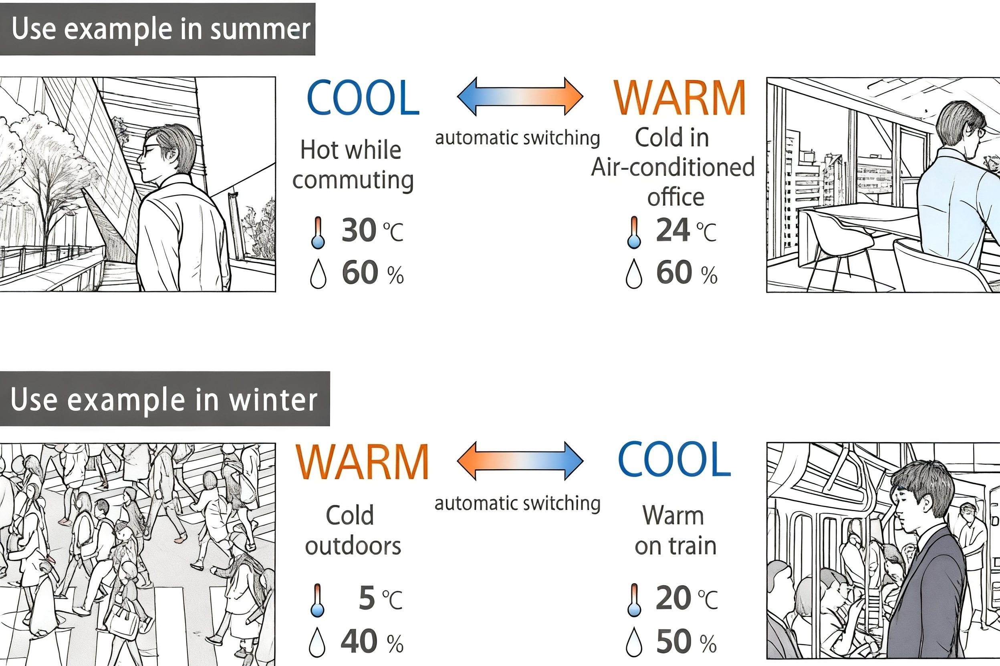 Use example in summer
COOL
automatic switching
WARM
Hot while
commuting
Cold in
Air-conditioned
office
30 °C
60 %
24 °C
60 %
Use example in winter
WARM
automatic switching
COOL
Cold
outdoors
Warm
on train
5 °C
40 %
20 °C
50 %